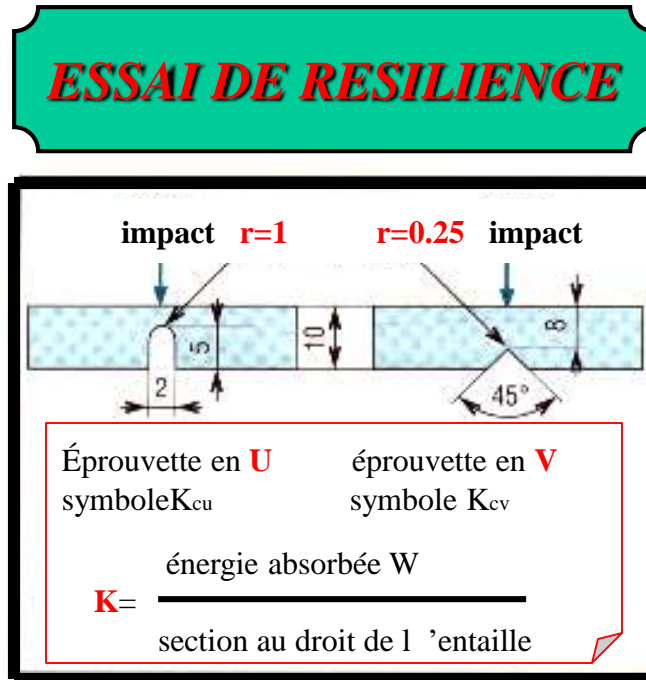 ESSAI DE RESILIENCE
impact r=1 r=0.25 impact
5 10 8
2 45°
Éprouvette en U éprouvette en V
symboleKcu symbole Kcv
énergie absorbée W
K=
section au droit de l ’entaille